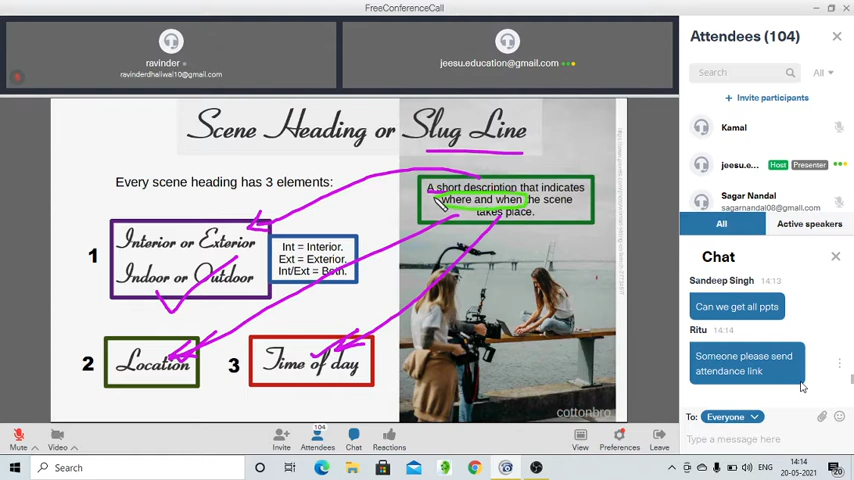 FreeConferenceCall
ravinder
ravinderdhaliwal10@gmail.com
jeesu.education@gmail.com
Scene Heading or Slug Line
Every scene heading has 3 elements:
A short description that indicates
where and when the scene
takes place.
1
Interior or Exterior
Indoor or Outdoor
Int = Interior.
Ext = Exterior.
Int/Ext = Both.
2
Location
3
Time of day
cottonbro
Attendees (104)
Search
All
+ Invite participants
Kamal
jeesu.e...
Host
Presenter
Sagar Nandal
sagarnandal08@gmail.com
All
Active speakers
Chat
Sandeep Singh 14:13
Can we get all ppts
Ritu 14:14
Someone please send
attendance link
To: Everyone
Type a message here
Mute
Video
Invite
104
Attendees
Chat
Reactions
View
Preferences
Leave
Search
ENG
14:14
20-05-2021
20